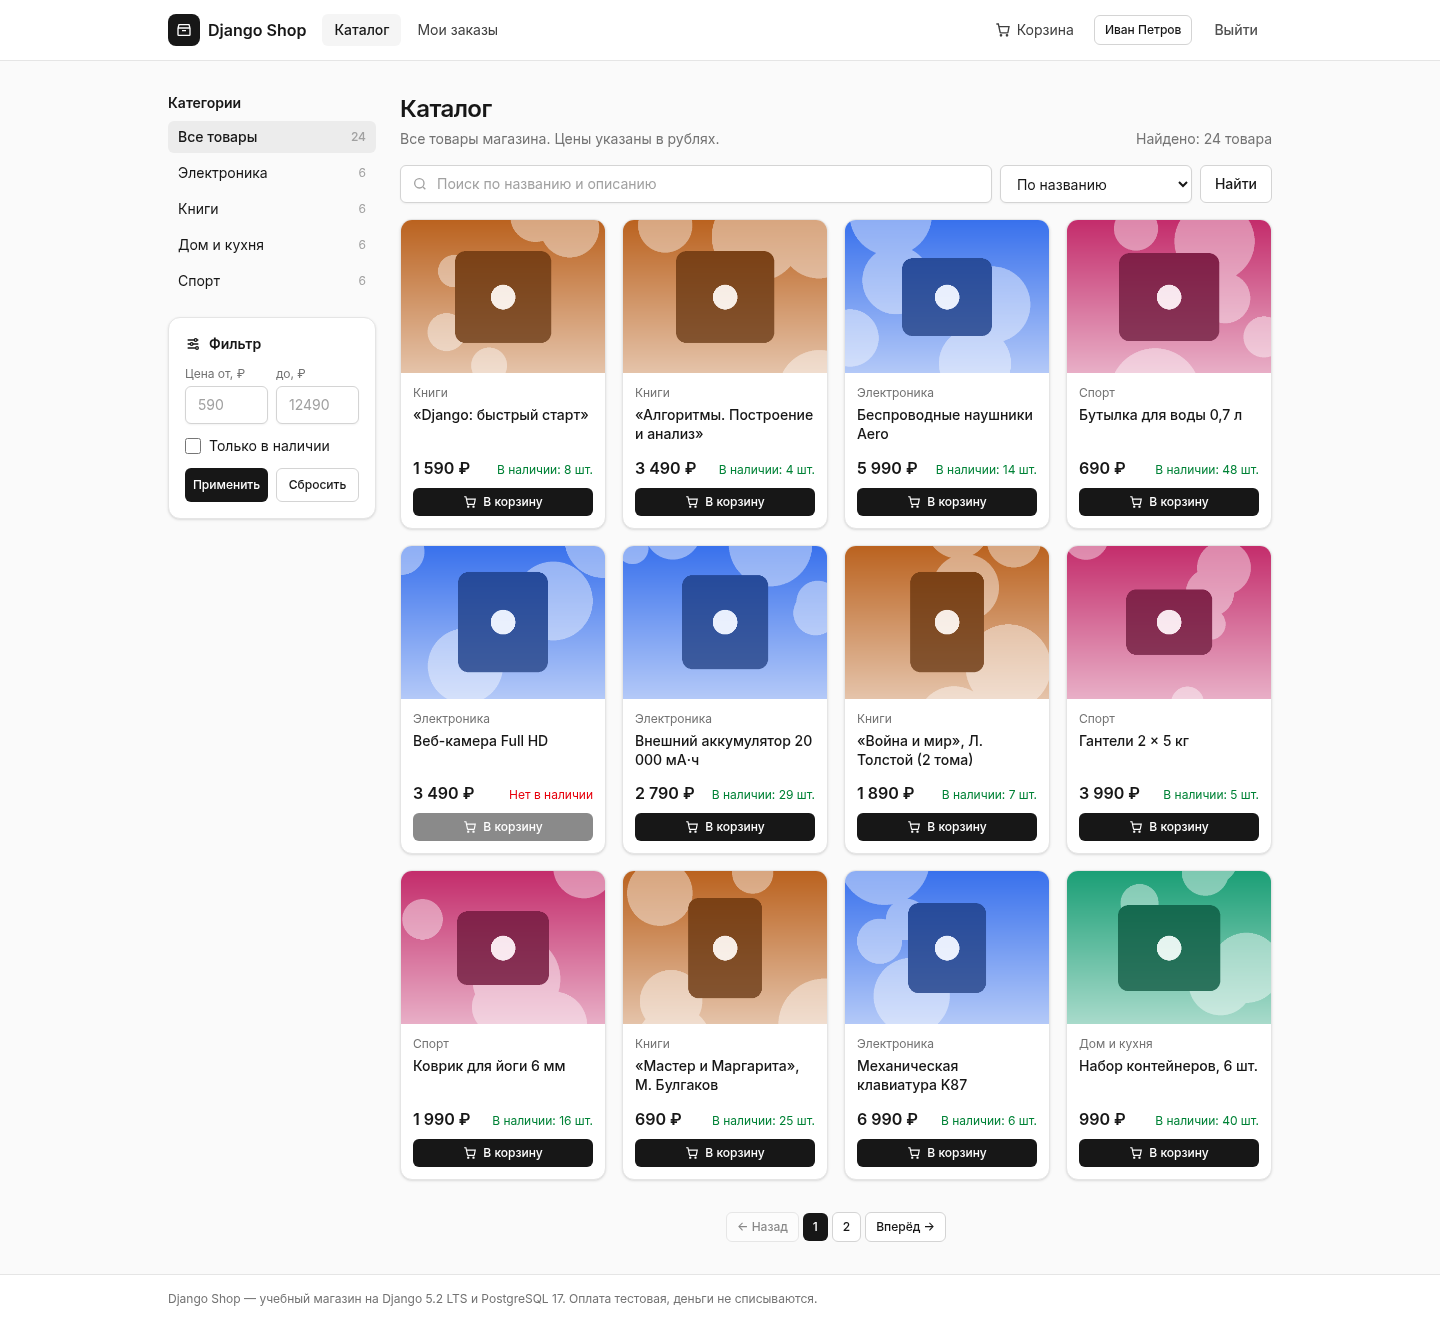 Django Shop
Каталог
Мои заказы
Корзина
Иван Петров
Выйти
Категории
Все товары 24
Электроника 6
Книги 6
Дом и кухня 6
Спорт 6
Фильтр
Цена от, ₽
до, ₽
590
12490
Только в наличии
Применить
Сбросить
Каталог
Все товары магазина. Цены указаны в рублях.
Найдено: 24 товара
Поиск по названию и описанию
По названию
Найти
Книги
«Django: быстрый старт»
1 590 ₽
В наличии: 8 шт.
В корзину
Книги
«Алгоритмы. Построение
и анализ»
3 490 ₽
В наличии: 4 шт.
В корзину
Электроника
Беспроводные наушники
Aero
5 990 ₽
В наличии: 14 шт.
В корзину
Спорт
Бутылка для воды 0,7 л
690 ₽
В наличии: 48 шт.
В корзину
Электроника
Веб-камера Full HD
3 490 ₽
Нет в наличии
В корзину
Электроника
Внешний аккумулятор 20
000 мА·ч
2 790 ₽
В наличии: 29 шт.
В корзину
Книги
«Война и мир», Л.
Толстой (2 тома)
1 890 ₽
В наличии: 7 шт.
В корзину
Спорт
Гантели 2 × 5 кг
3 990 ₽
В наличии: 5 шт.
В корзину
Спорт
Коврик для йоги 6 мм
1 990 ₽
В наличии: 16 шт.
В корзину
Книги
«Мастер и Маргарита»,
М. Булгаков
690 ₽
В наличии: 25 шт.
В корзину
Электроника
Механическая
клавиатура K87
6 990 ₽
В наличии: 6 шт.
В корзину
Дом и кухня
Набор контейнеров, 6 шт.
990 ₽
В наличии: 40 шт.
В корзину
← Назад
1
2
Вперёд →
Django Shop — учебный магазин на Django 5.2 LTS и PostgreSQL 17. Оплата тестовая, деньги не списываются.